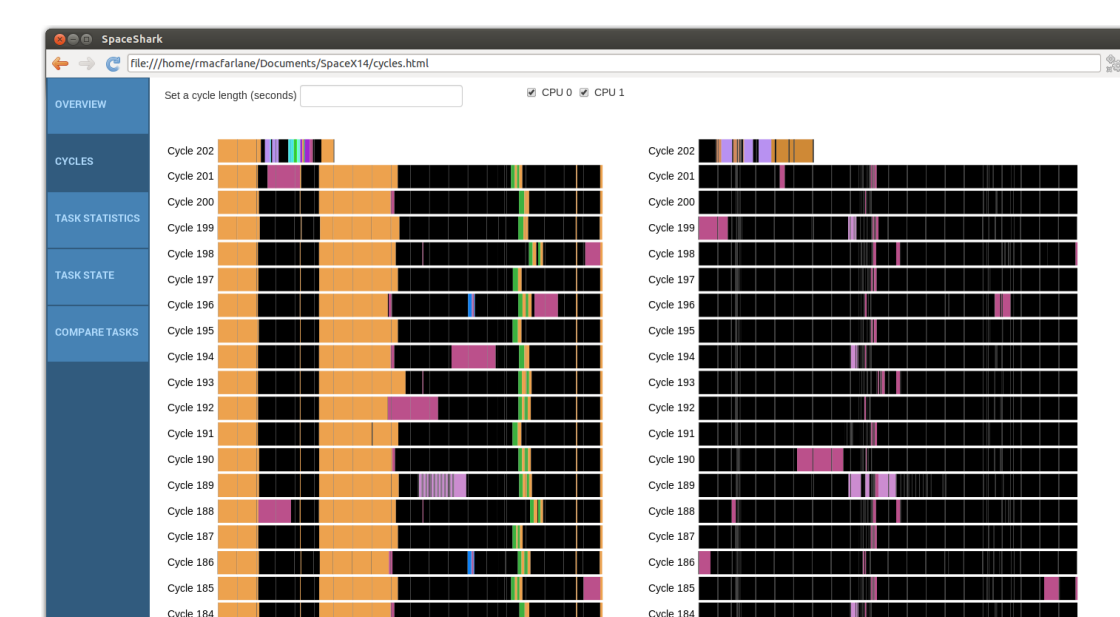 SpaceShark
file:///home/rmacfarlane/Documents/SpaceX14/cycles.html
OVERVIEW
CYCLES
TASK STATISTICS
TASK STATE
COMPARE TASKS
Set a cycle length (seconds) CPU 0 CPU 1
Cycle 202 Cycle 202
Cycle 201 Cycle 201
Cycle 200 Cycle 200
Cycle 199 Cycle 199
Cycle 198 Cycle 198
Cycle 197 Cycle 197
Cycle 196 Cycle 196
Cycle 195 Cycle 195
Cycle 194 Cycle 194
Cycle 193 Cycle 193
Cycle 192 Cycle 192
Cycle 191 Cycle 191
Cycle 190 Cycle 190
Cycle 189 Cycle 189
Cycle 188 Cycle 188
Cycle 187 Cycle 187
Cycle 186 Cycle 186
Cycle 185 Cycle 185
Cycle 184 Cycle 184